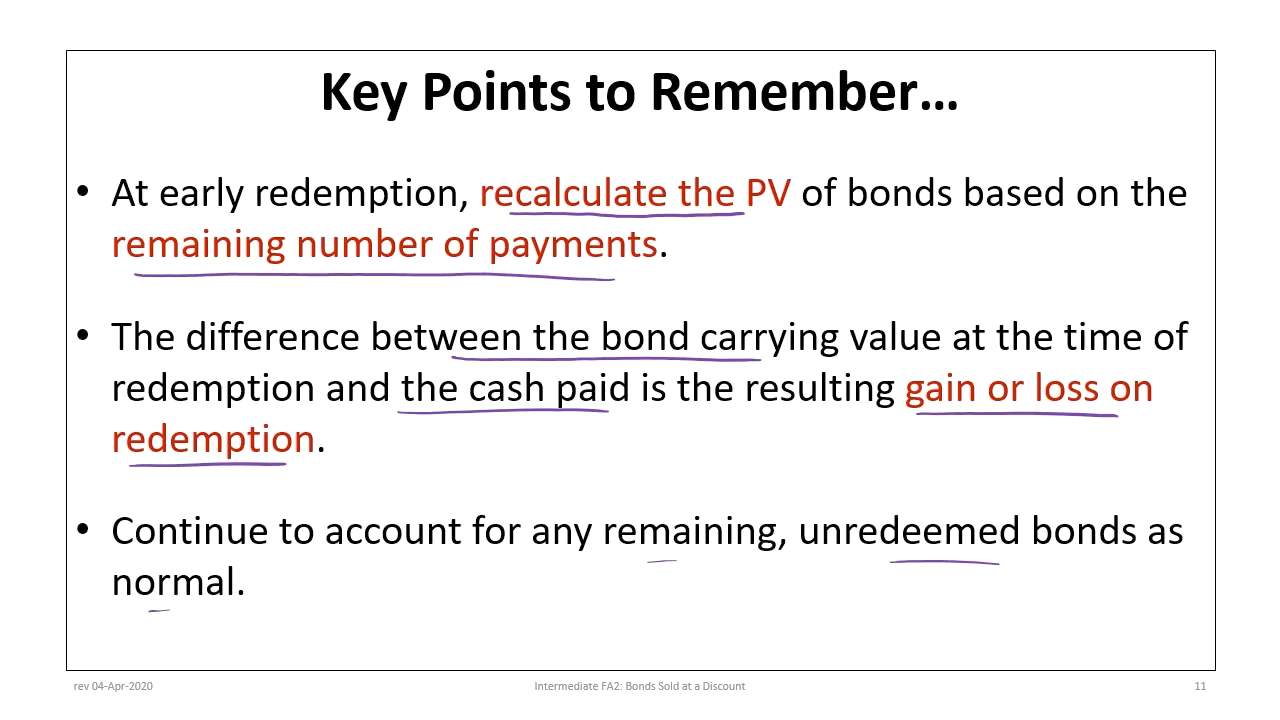 Key Points to Remember…
• At early redemption, recalculate the PV of bonds based on the
remaining number of payments.
• The difference between the bond carrying value at the time of
redemption and the cash paid is the resulting gain or loss on
redemption.
• Continue to account for any remaining, unredeemed bonds as
normal.
rev 04-Apr-2020
Intermediate FA2: Bonds Sold at a Discount
11